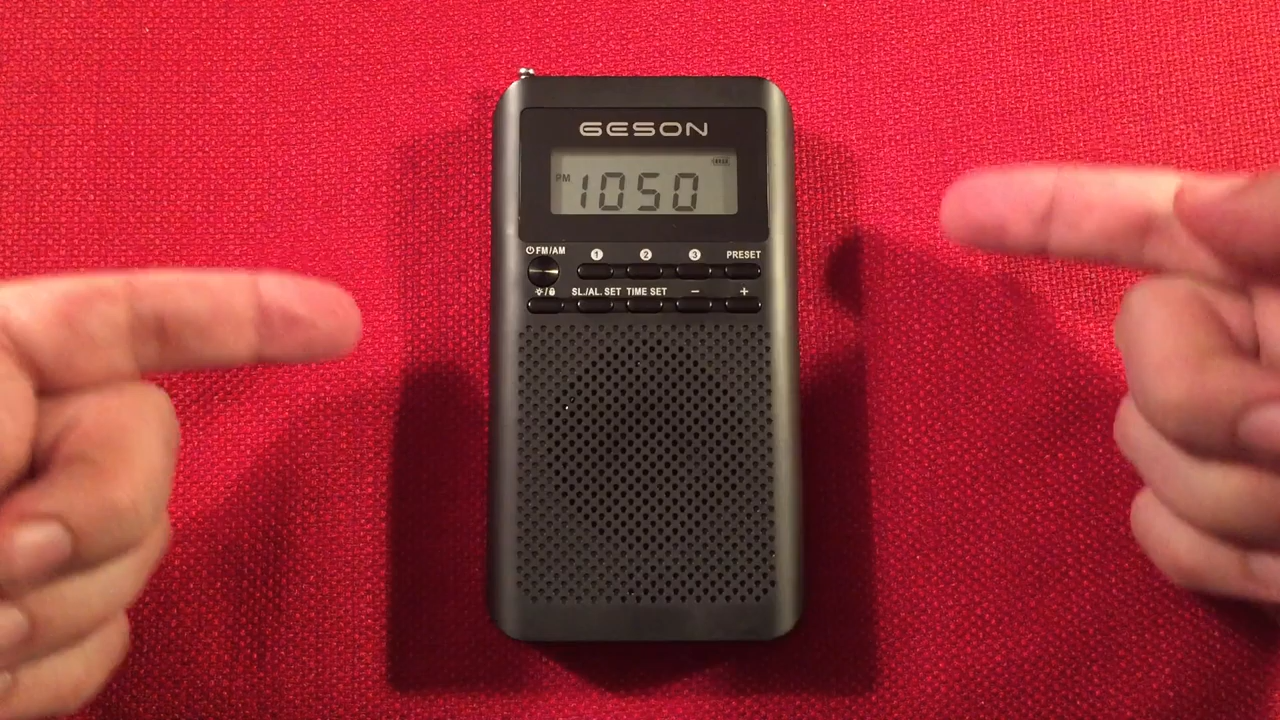 GESON
PM 1050
FM/AM 1 2 3 PRESET
SL./AL. SET TIME SET − +